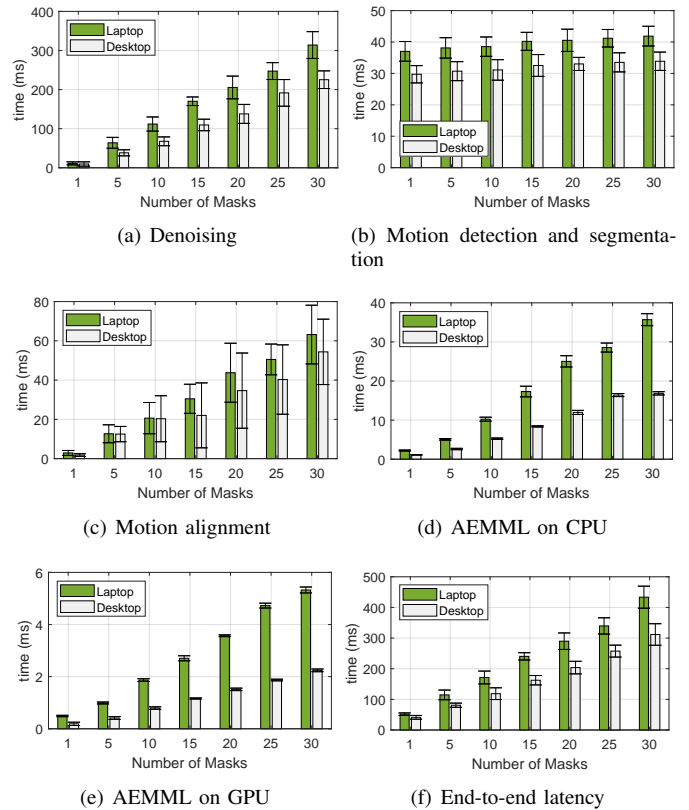 400
300
200
100
0
time (ms)
Laptop
Desktop
1 5 10 15 20 25 30
Number of Masks
(a) Denoising
50
40
30
20
10
0
time (ms)
Laptop
Desktop
1 5 10 15 20 25 30
Number of Masks
(b) Motion detection and segmenta-
tion
80
60
40
20
0
time (ms)
Laptop
Desktop
1 5 10 15 20 25 30
Number of Masks
(c) Motion alignment
40
30
20
10
0
time (ms)
Laptop
Desktop
1 5 10 15 20 25 30
Number of Masks
(d) AEMML on CPU
6
4
2
0
time (ms)
Laptop
Desktop
1 5 10 15 20 25 30
Number of Masks
(e) AEMML on GPU
500
400
300
200
100
0
time (ms)
Laptop
Desktop
1 5 10 15 20 25 30
Number of Masks
(f) End-to-end latency